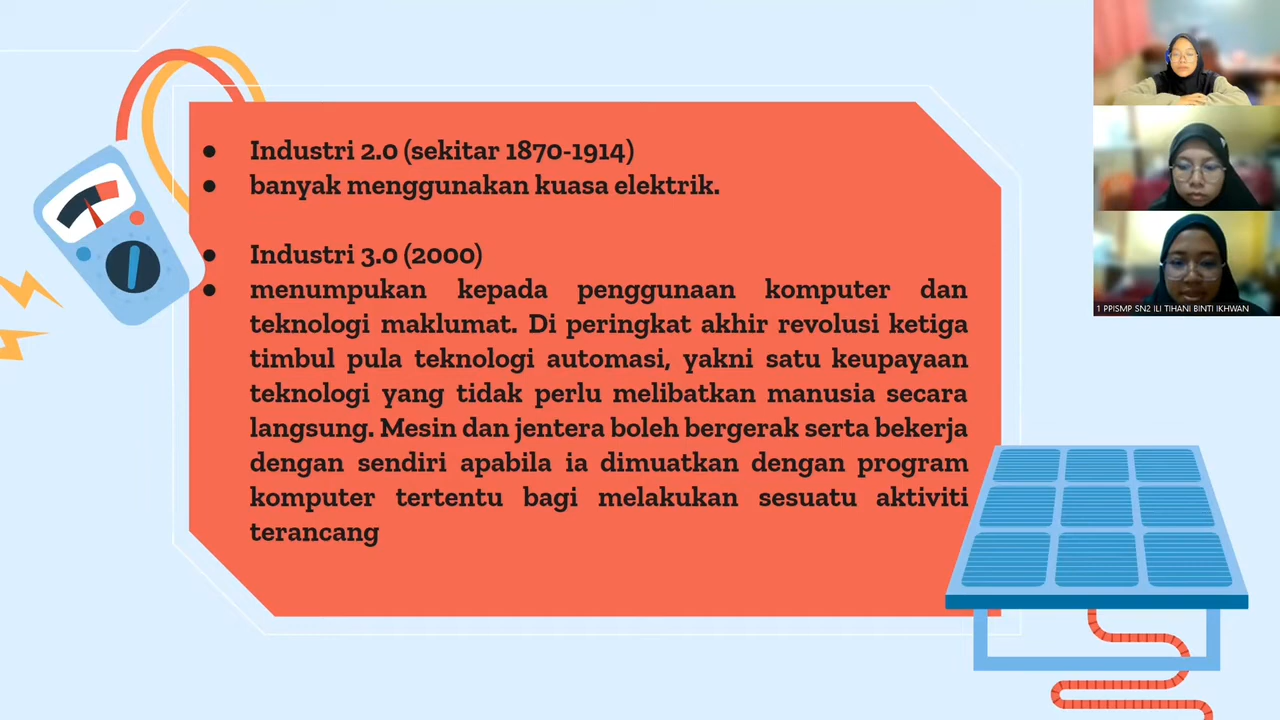 Industri 2.0 (sekitar 1870-1914)
banyak menggunakan kuasa elektrik.
Industri 3.0 (2000)
menumpukan kepada penggunaan komputer dan
teknologi maklumat. Di peringkat akhir revolusi ketiga
timbul pula teknologi automasi, yakni satu keupayaan
teknologi yang tidak perlu melibatkan manusia secara
langsung. Mesin dan jentera boleh bergerak serta bekerja
dengan sendiri apabila ia dimuatkan dengan program
komputer tertentu bagi melakukan sesuatu aktiviti
terancang
1 PPISMP SN2 ILI TIHANI BINTI IKHWAN